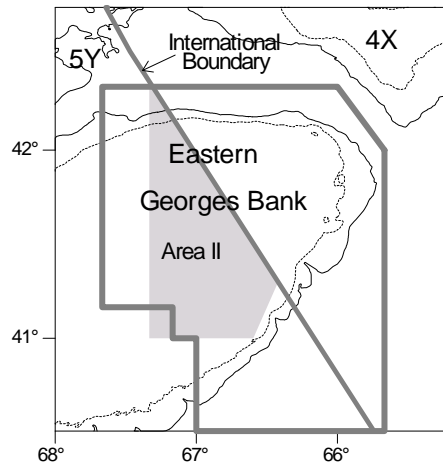 5Y
International
Boundary
4X
42°
Eastern
Georges Bank
Area II
41°
68°
67°
66°